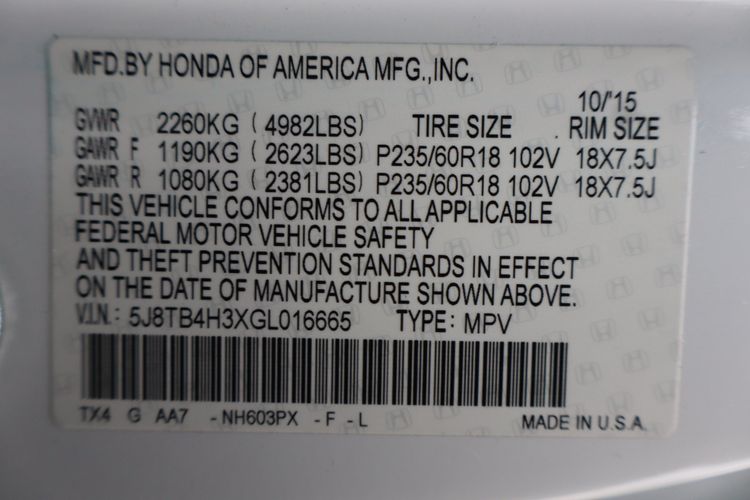 MFD.BY HONDA OF AMERICA MFG.,INC.
10/'15
GVWR 2260KG ( 4982LBS) TIRE SIZE RIM SIZE
GAWR F 1190KG ( 2623LBS) P235/60R18 102V 18X7.5J
GAWR R 1080KG ( 2381LBS) P235/60R18 102V 18X7.5J
THIS VEHICLE CONFORMS TO ALL APPLICABLE
FEDERAL MOTOR VEHICLE SAFETY
AND THEFT PREVENTION STANDARDS IN EFFECT
ON THE DATE OF MANUFACTURE SHOWN ABOVE.
V.I.N.: 5J8TB4H3XGL016665 TYPE: MPV
TX4 G AA7 -NH603PX -F -L MADE IN U.S.A.